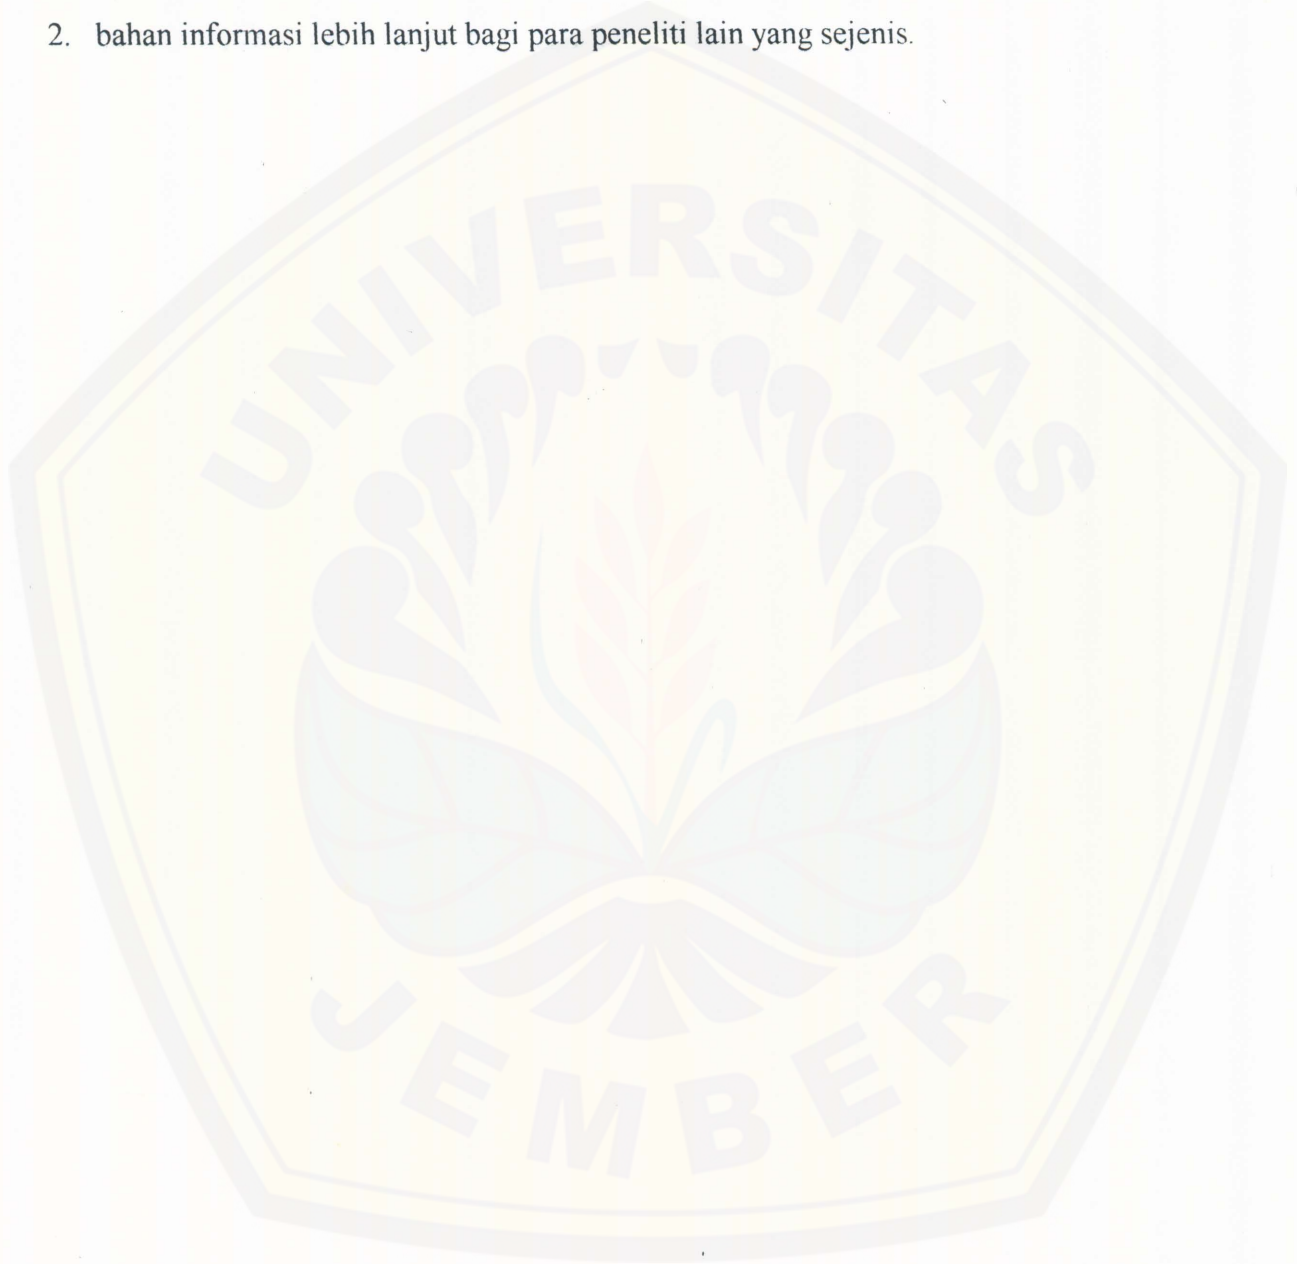 2. bahan informasi lebih lanjut bagi para peneliti lain yang sejenis.
UNIVERSITAS
JEMBER